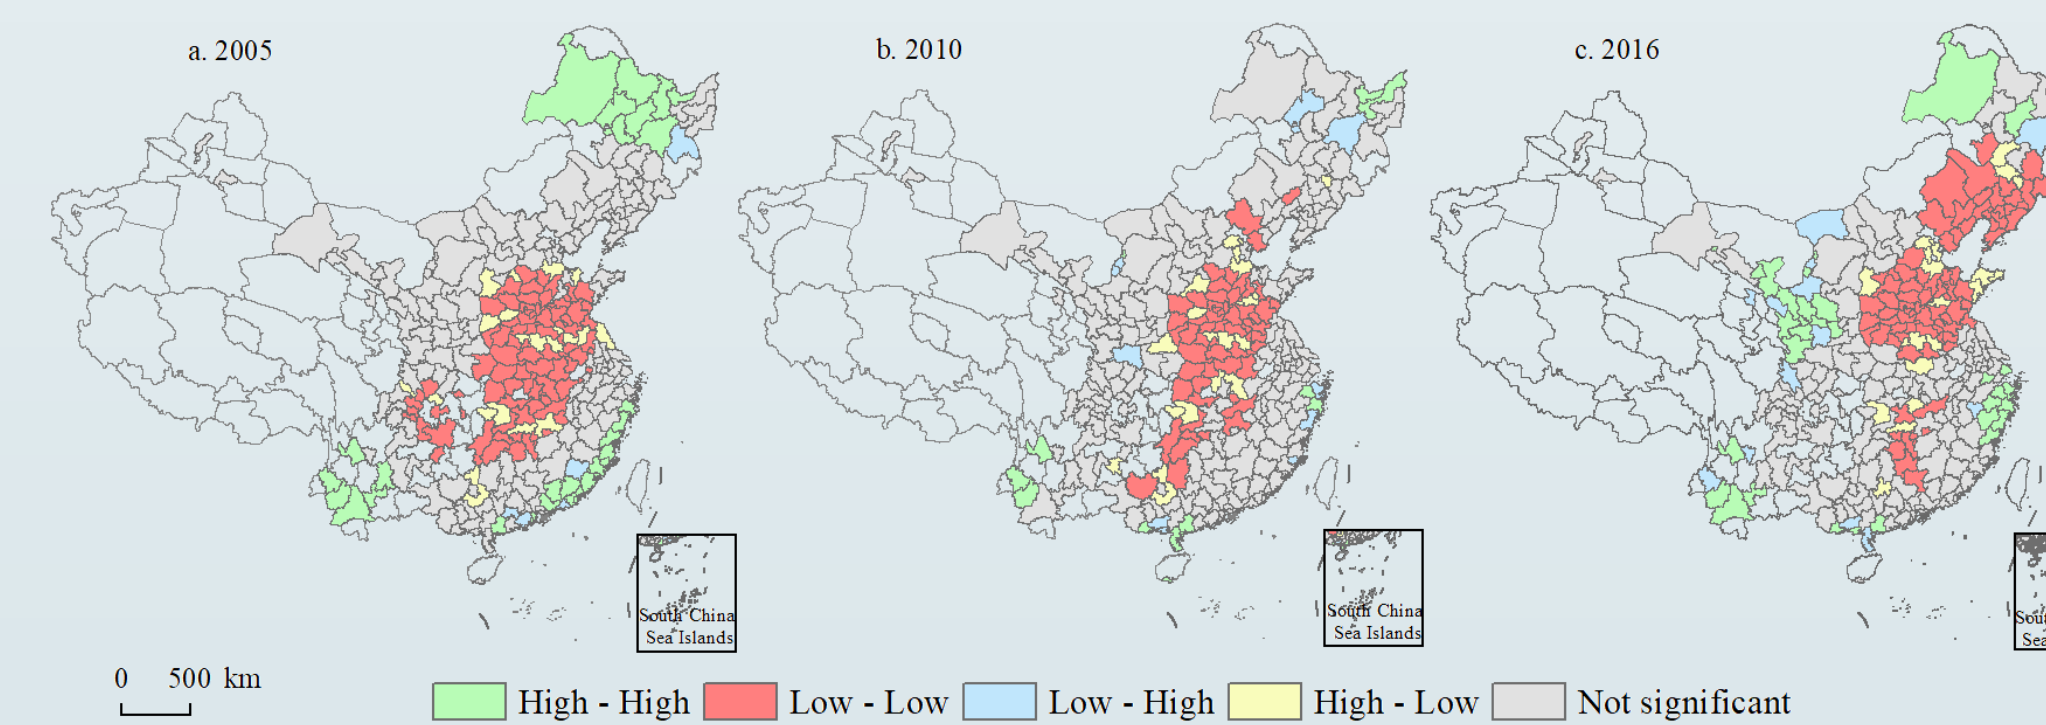 a. 2005
b. 2010
c. 2016
South China
Sea Islands
South China
Sea Islands
Sea
0 500 km
High - High
Low - Low
Low - High
High - Low
Not significant